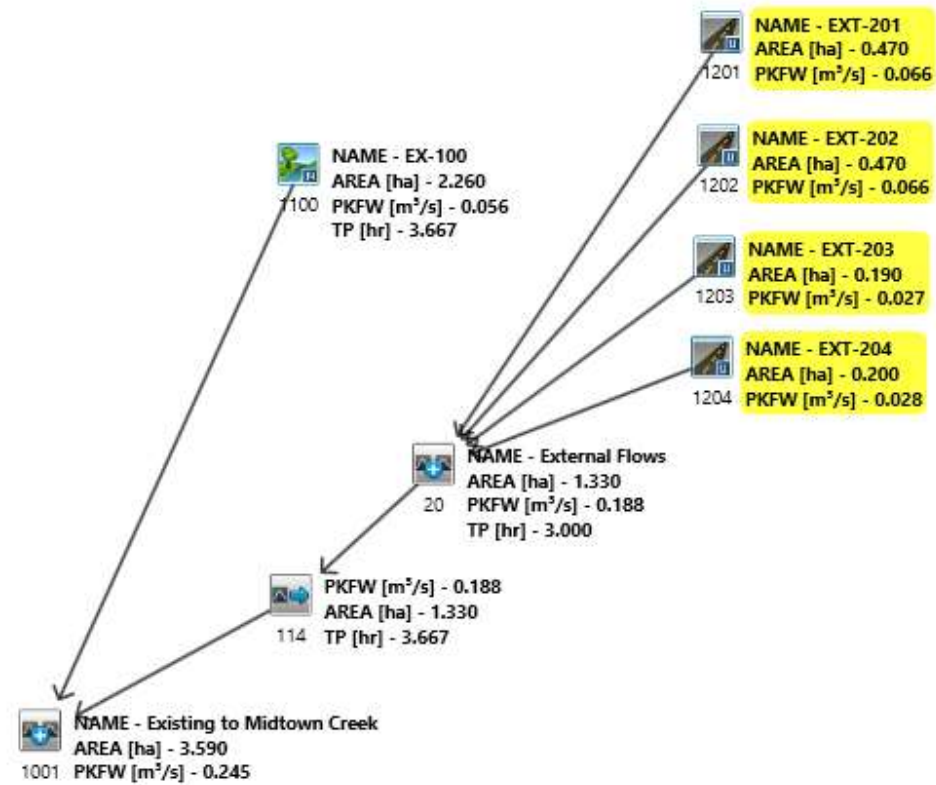 NAME - EXT-201
AREA [ha] - 0.470
PKFW [m³/s] - 0.066
1201
NAME - EXT-202
AREA [ha] - 0.470
PKFW [m³/s] - 0.066
1202
NAME - EX-100
AREA [ha] - 2.260
PKFW [m³/s] - 0.056
TP [hr] - 3.667
1100
NAME - EXT-203
AREA [ha] - 0.190
PKFW [m³/s] - 0.027
1203
NAME - EXT-204
AREA [ha] - 0.200
PKFW [m³/s] - 0.028
1204
NAME - External Flows
AREA [ha] - 1.330
PKFW [m³/s] - 0.188
TP [hr] - 3.000
20
PKFW [m³/s] - 0.188
AREA [ha] - 1.330
TP [hr] - 3.667
114
NAME - Existing to Midtown Creek
AREA [ha] - 3.590
PKFW [m³/s] - 0.245
1001